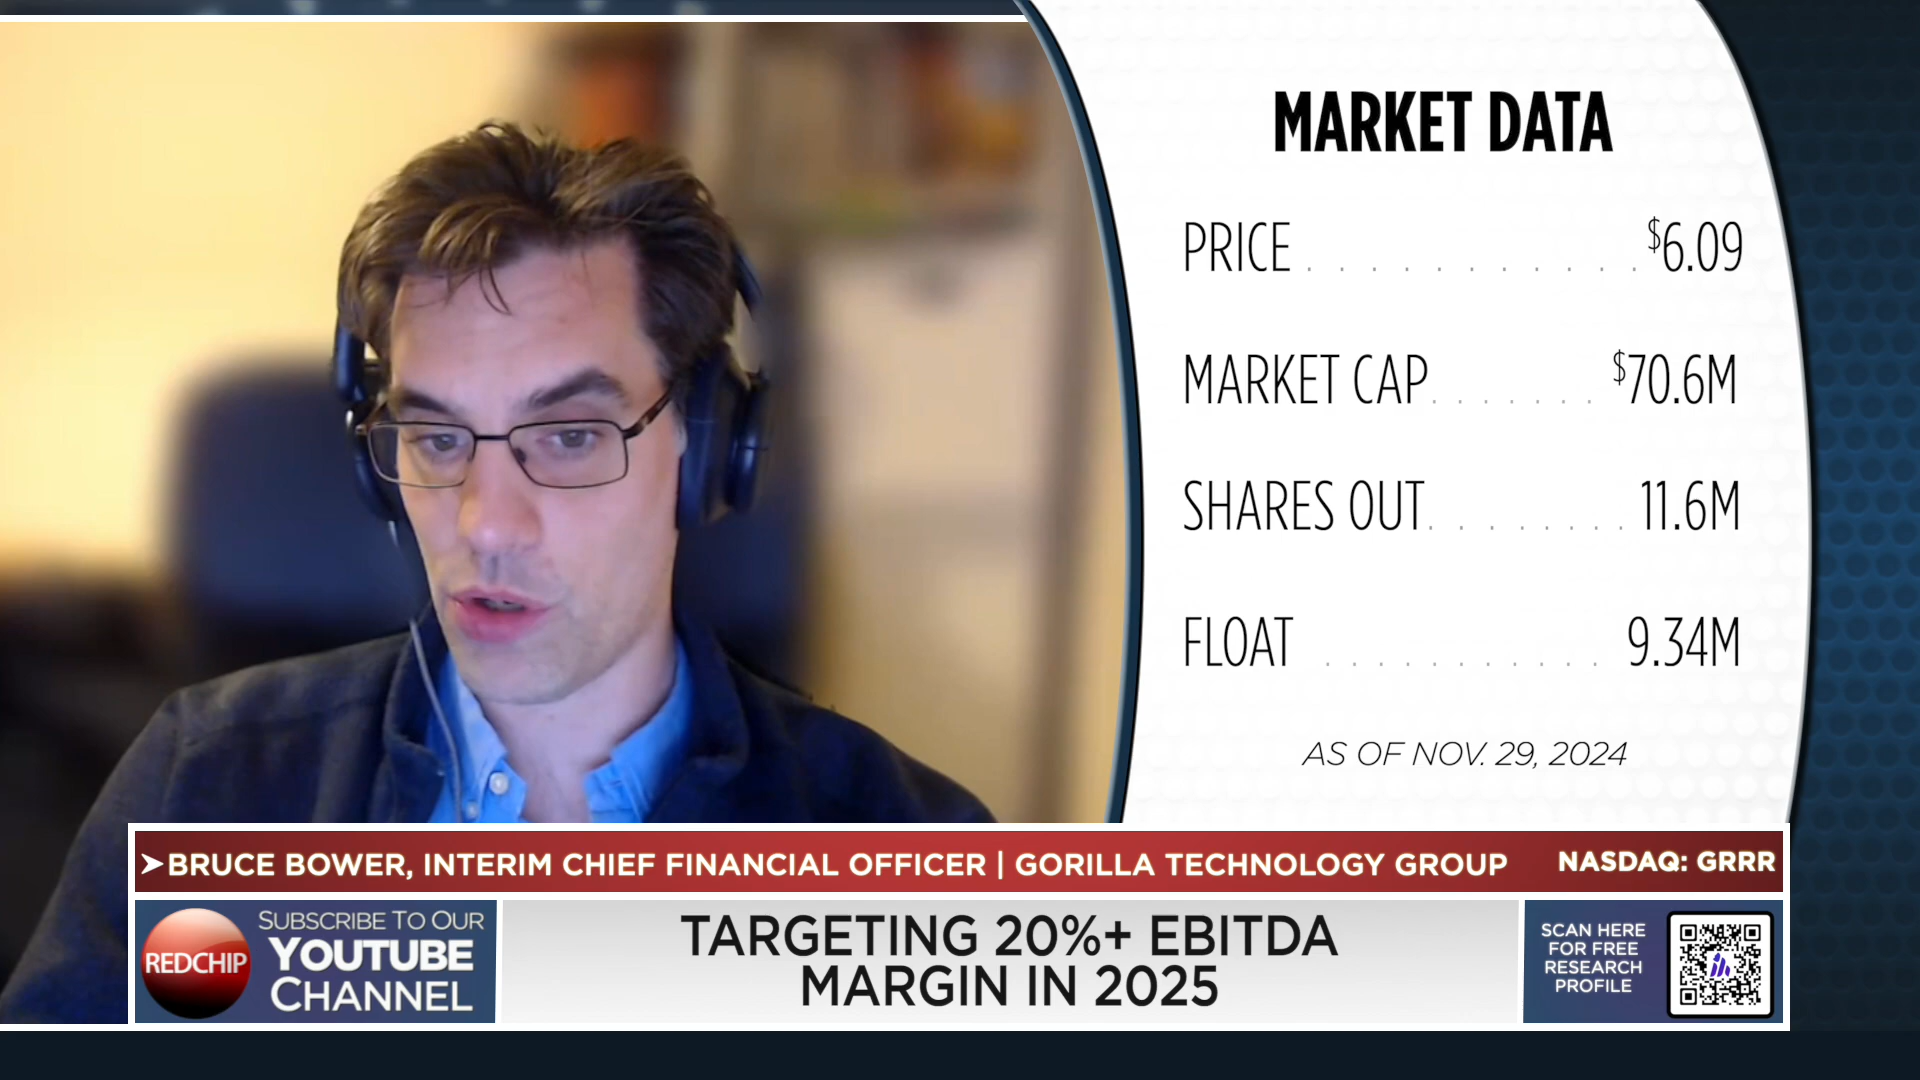 MARKET DATA
PRICE . . . . . . . . . . . $6.09
MARKET CAP. . . . . . . $70.6M
SHARES OUT. . . . . . . . 11.6M
FLOAT . . . . . . . . . . . 9.34M
AS OF NOV. 29, 2024
➤BRUCE BOWER, INTERIM CHIEF FINANCIAL OFFICER | GORILLA TECHNOLOGY GROUP NASDAQ: GRRR
REDCHIP
SUBSCRIBE TO OUR
YOUTUBE
CHANNEL
TARGETING 20%+ EBITDA
MARGIN IN 2025
SCAN HERE
FOR FREE
RESEARCH
PROFILE